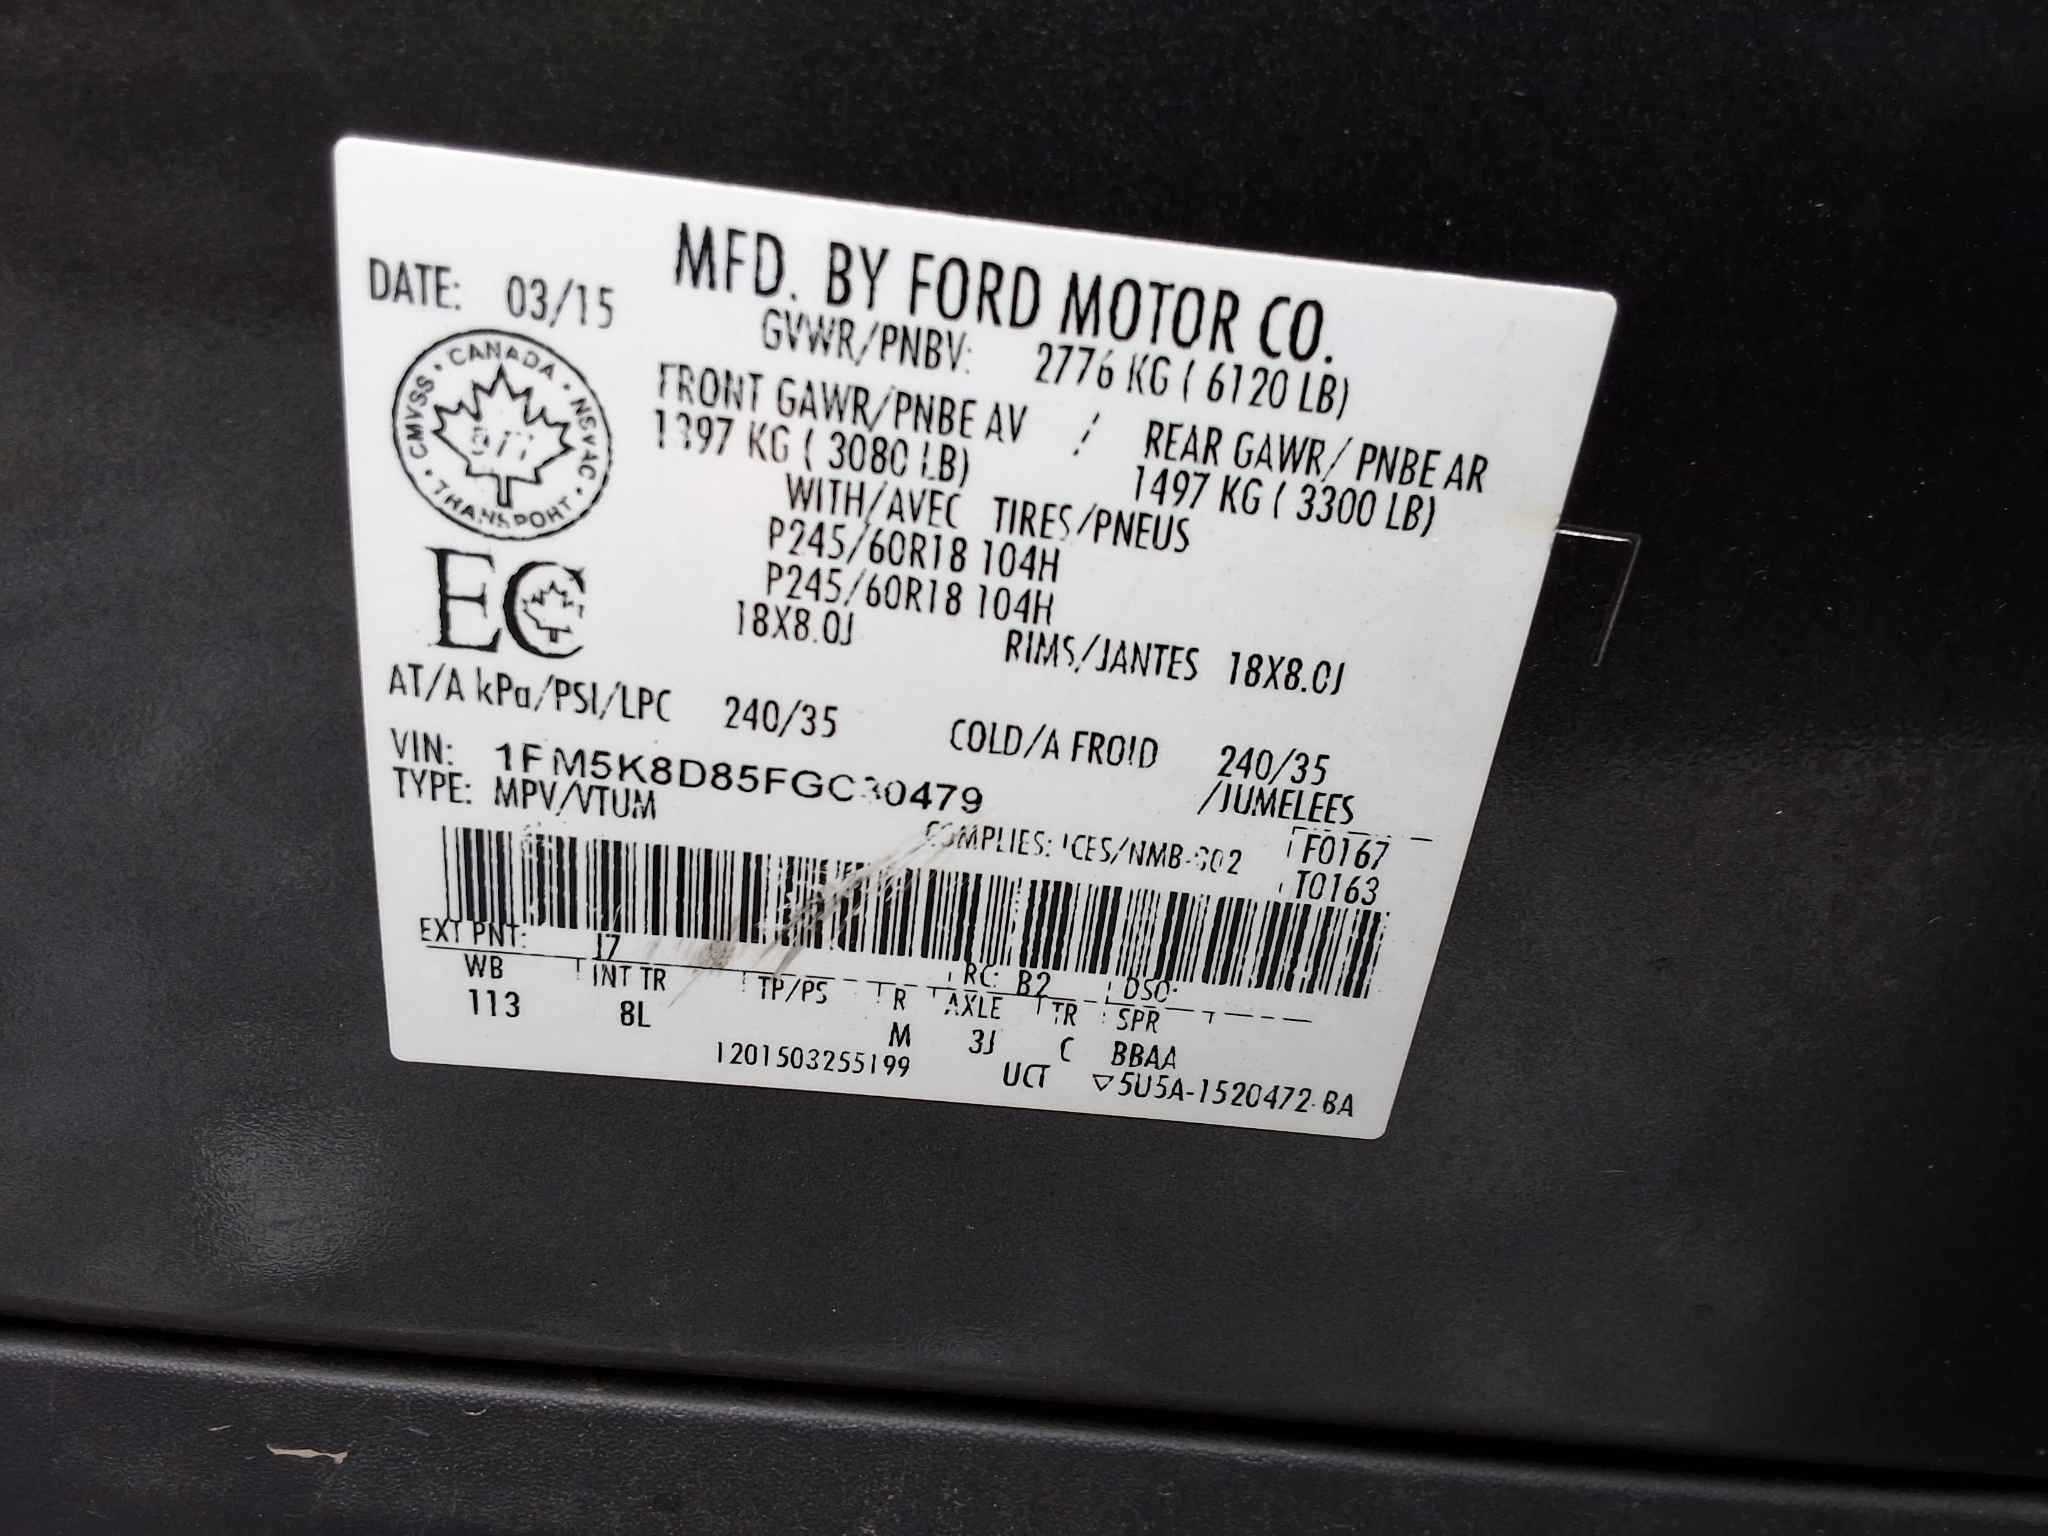 MFD. BY FORD MOTOR CO.
DATE: 03/15
GVWR/PNBV: 2776 KG ( 6120 LB)
FRONT GAWR/PNBE AV / REAR GAWR/ PNBE AR
1397 KG ( 3080 LB) 1497 KG ( 3300 LB)
WITH/AVEC TIRES/PNEUS
P245/60R18 104H
P245/60R18 104H
18X8.0J RIMS/JANTES 18X8.0J
CMVSS · CANADA · NSVAC · TRANSPORT ·
EC
AT/A kPa/PSI/LPC 240/35 COLD/A FROID 240/35
VIN: 1FM5K8D85FGC30479 /JUMELEES
TYPE: MPV/VTUM
COMPLIES: ICES/NMB-002 F0167
T0163
EXT PNT: J7 RC: B2 DSO:
WB INT TR TP/PS R AXLE TR SPR
113 8L M 3J C BBAA
1201503255199 UCT ▽5U5A-1520472-BA